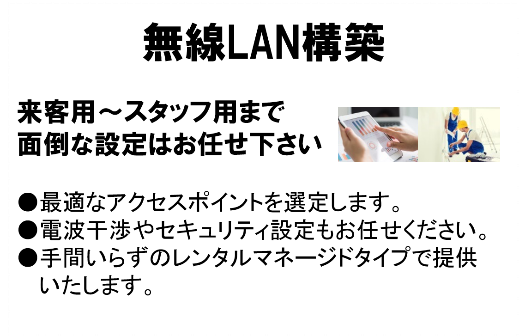 無線LAN構築
来客用～スタッフ用まで
面倒な設定はお任せ下さい
●最適なアクセスポイントを選定します。
●電波干渉やセキュリティ設定もお任せください。
●手間いらずのレンタルマネージドタイプで提供
いたします。